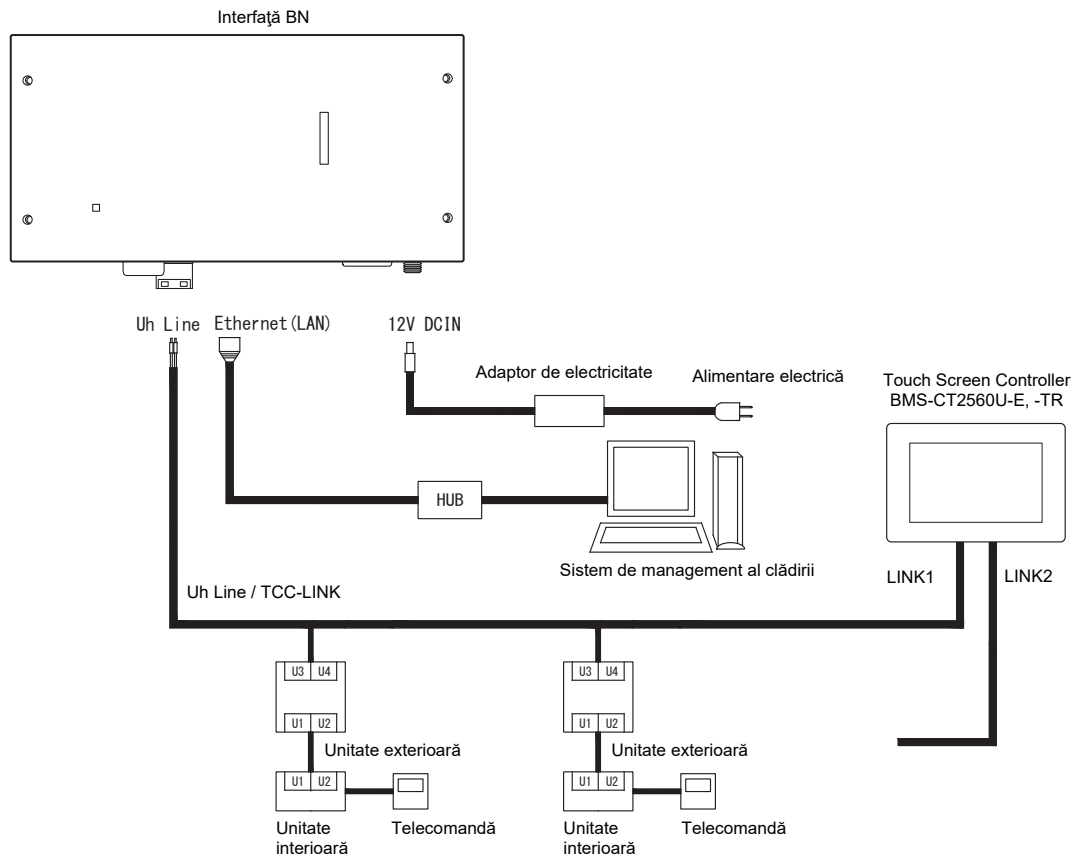 Interfaţă BN
Uh Line
Ethernet(LAN)
12V DCIN
Adaptor de electricitate
Alimentare electrică
Touch Screen Controller
BMS-CT2560U-E, -TR
HUB
Sistem de management al clădirii
LINK1
LINK2
Uh Line / TCC-LINK
U3 U4
U1 U2
Unitate exterioară
U1 U2
Unitate
interioară
Telecomandă
U3 U4
U1 U2
Unitate exterioară
U1 U2
Unitate
interioară
Telecomandă